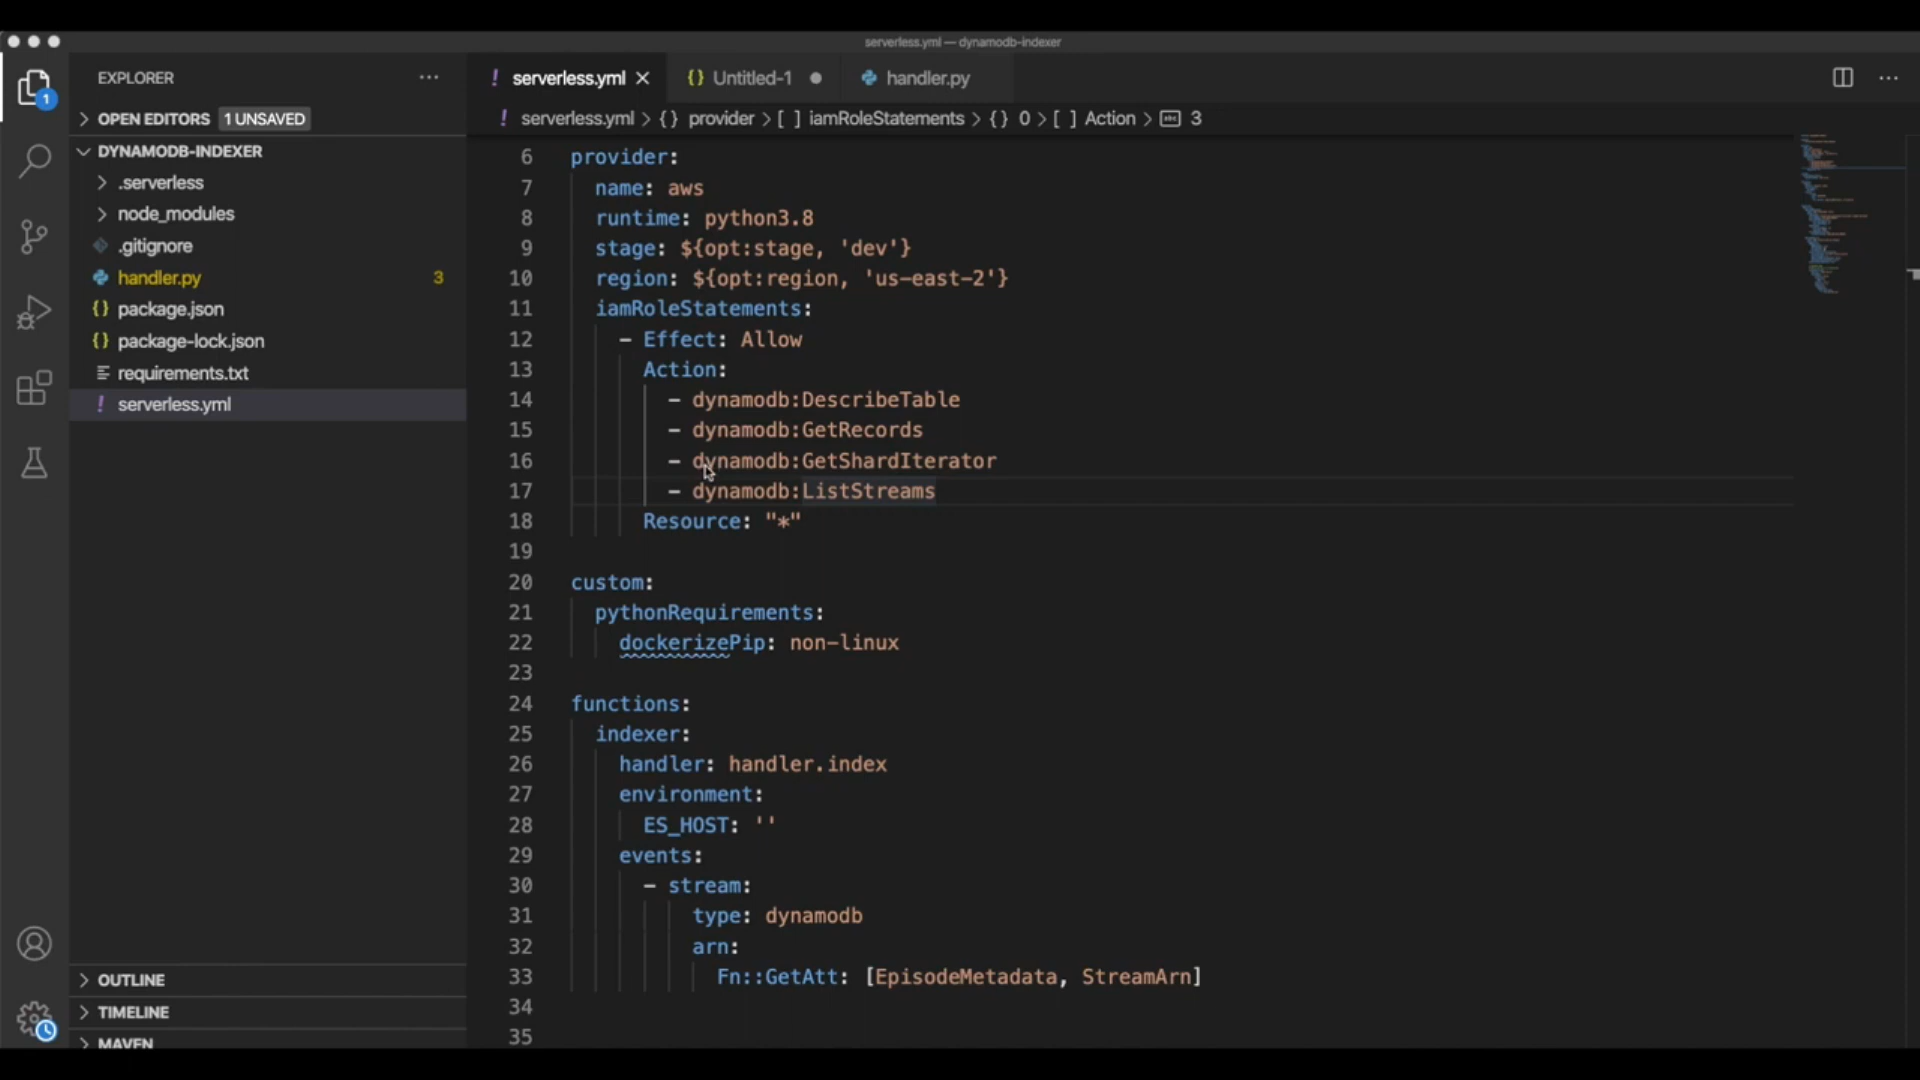 serverless.yml — dynamodb-indexer
EXPLORER
serverless.yml
Untitled-1
handler.py
1
OPEN EDITORS 1 UNSAVED
serverless.yml > {} provider > [ ] iamRoleStatements > {} 0 > [ ] Action > abc 3
DYNAMODB-INDEXER
.serverless
node_modules
.gitignore
handler.py 3
package.json
package-lock.json
requirements.txt
serverless.yml
6 provider:
7 name: aws
8 runtime: python3.8
9 stage: ${opt:stage, 'dev'}
10 region: ${opt:region, 'us-east-2'}
11 iamRoleStatements:
12 - Effect: Allow
13 Action:
14 - dynamodb:DescribeTable
15 - dynamodb:GetRecords
16 - dynamodb:GetShardIterator
17 - dynamodb:ListStreams
18 Resource: "*"
19
20 custom:
21 pythonRequirements:
22 dockerizePip: non-linux
23
24 functions:
25 indexer:
26 handler: handler.index
27 environment:
28 ES_HOST: ''
29 events:
30 - stream:
31 type: dynamodb
32 arn:
33 Fn::GetAtt: [EpisodeMetadata, StreamArn]
34
35
OUTLINE
TIMELINE
MAVEN